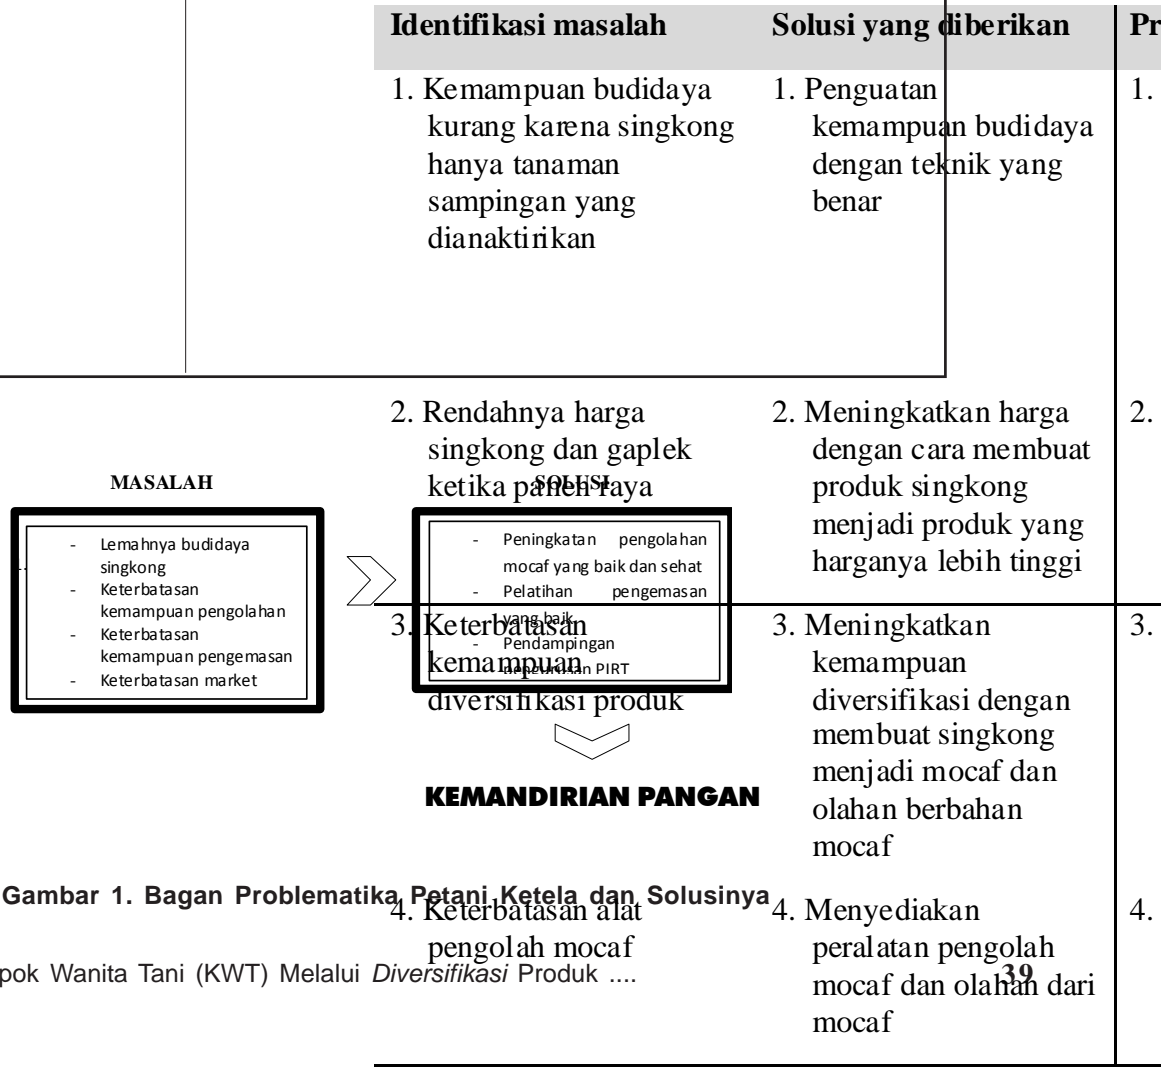 Identifikasi masalah
Solusi yang diberikan
Pr
1. Kemampuan budidaya
kurang karena singkong
hanya tanaman
sampingan yang
dianaktirikan
1. Penguatan
kemampuan budidaya
dengan teknik yang
benar
1.
2. Rendahnya harga
singkong dan gaplek
ketika panen raya
2. Meningkatkan harga
dengan cara membuat
produk singkong
menjadi produk yang
harganya lebih tinggi
2.
3. Keterbatasan
kemampuan
diversifikasi produk
3. Meningkatkan
kemampuan
diversifikasi dengan
membuat singkong
menjadi mocaf dan
olahan berbahan
mocaf
3.
4. Keterbatasan alat
pengolah mocaf
4. Menyediakan
peralatan pengolah
mocaf dan olahan dari
mocaf
4.
MASALAH
- Lemahnya budidaya
singkong
- Keterbatasan
kemampuan pengolahan
- Keterbatasan
kemampuan pengemasan
- Keterbatasan market
SOLUSI
- Peningkatan pengolahan
mocaf yang baik dan sehat
- Pelatihan pengemasan
yang baik
- Pendampingan
pengurusan PIRT
KEMANDIRIAN PANGAN
Gambar 1. Bagan Problematika Petani Ketela dan Solusinya
pok Wanita Tani (KWT) Melalui Diversifikasi Produk ....
39